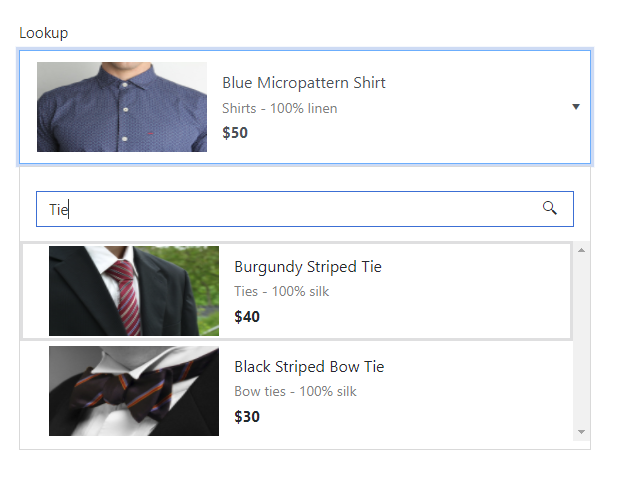 Lookup
Blue Micropattern Shirt
Shirts - 100% linen
$50
Tie
Burgundy Striped Tie
Ties - 100% silk
$40
Black Striped Bow Tie
Bow ties - 100% silk
$30